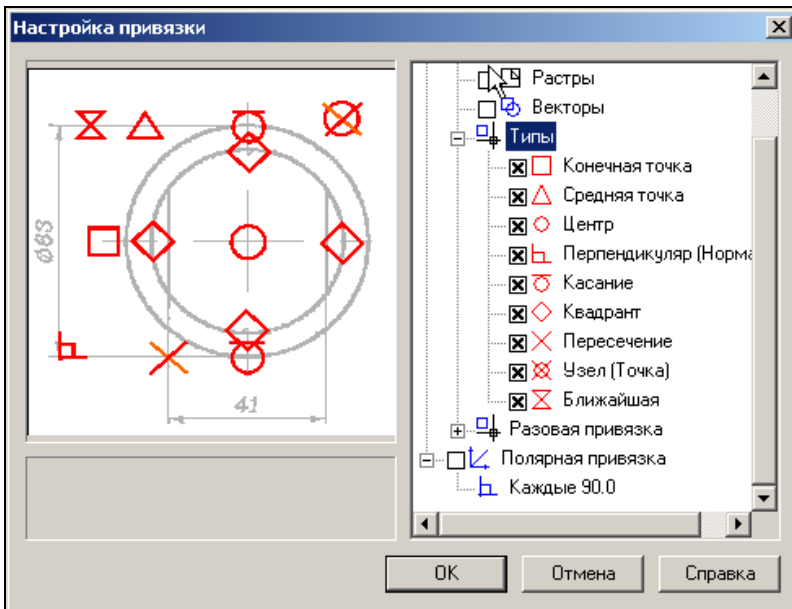 Настройка привязки
Ø63
41
Растры
Векторы
Типы
Конечная точка
Средняя точка
Центр
Перпендикуляр (Норма
Касание
Квадрант
Пересечение
Узел (Точка)
Ближайшая
Разовая привязка
Полярная привязка
Каждые 90.0
OK
Отмена
Справка